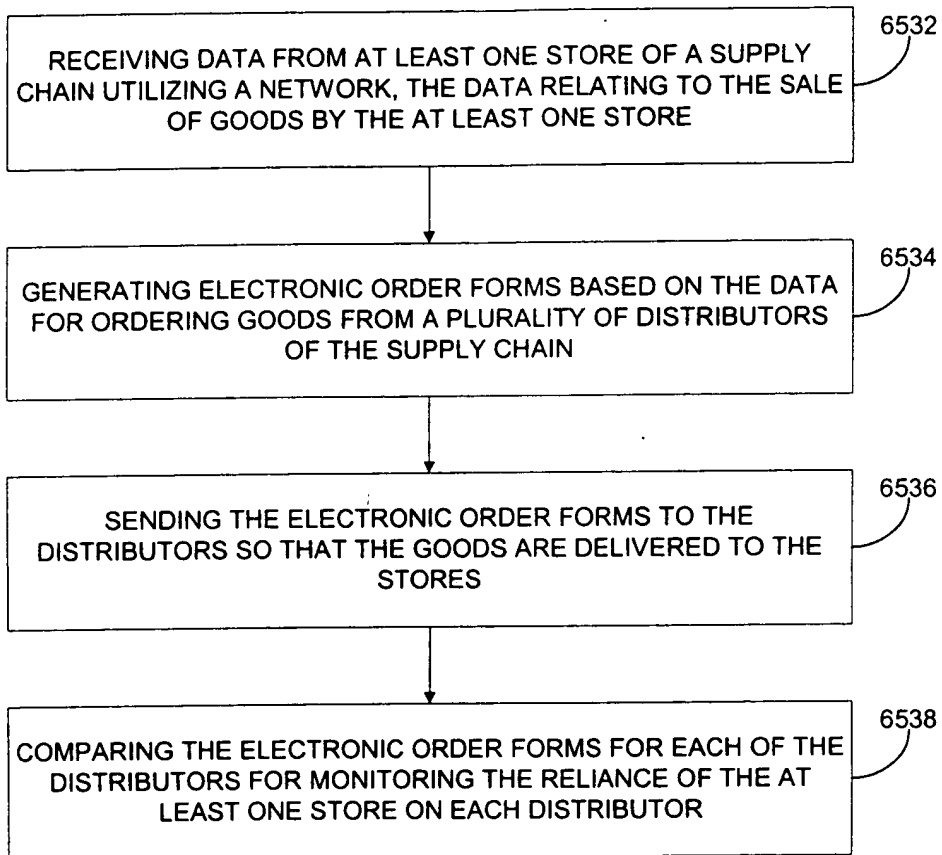 6532
RECEIVING DATA FROM AT LEAST ONE STORE OF A SUPPLY
CHAIN UTILIZING A NETWORK, THE DATA RELATING TO THE SALE
OF GOODS BY THE AT LEAST ONE STORE
6534
GENERATING ELECTRONIC ORDER FORMS BASED ON THE DATA
FOR ORDERING GOODS FROM A PLURALITY OF DISTRIBUTORS
OF THE SUPPLY CHAIN
6536
SENDING THE ELECTRONIC ORDER FORMS TO THE
DISTRIBUTORS SO THAT THE GOODS ARE DELIVERED TO THE
STORES
6538
COMPARING THE ELECTRONIC ORDER FORMS FOR EACH OF THE
DISTRIBUTORS FOR MONITORING THE RELIANCE OF THE AT
LEAST ONE STORE ON EACH DISTRIBUTOR